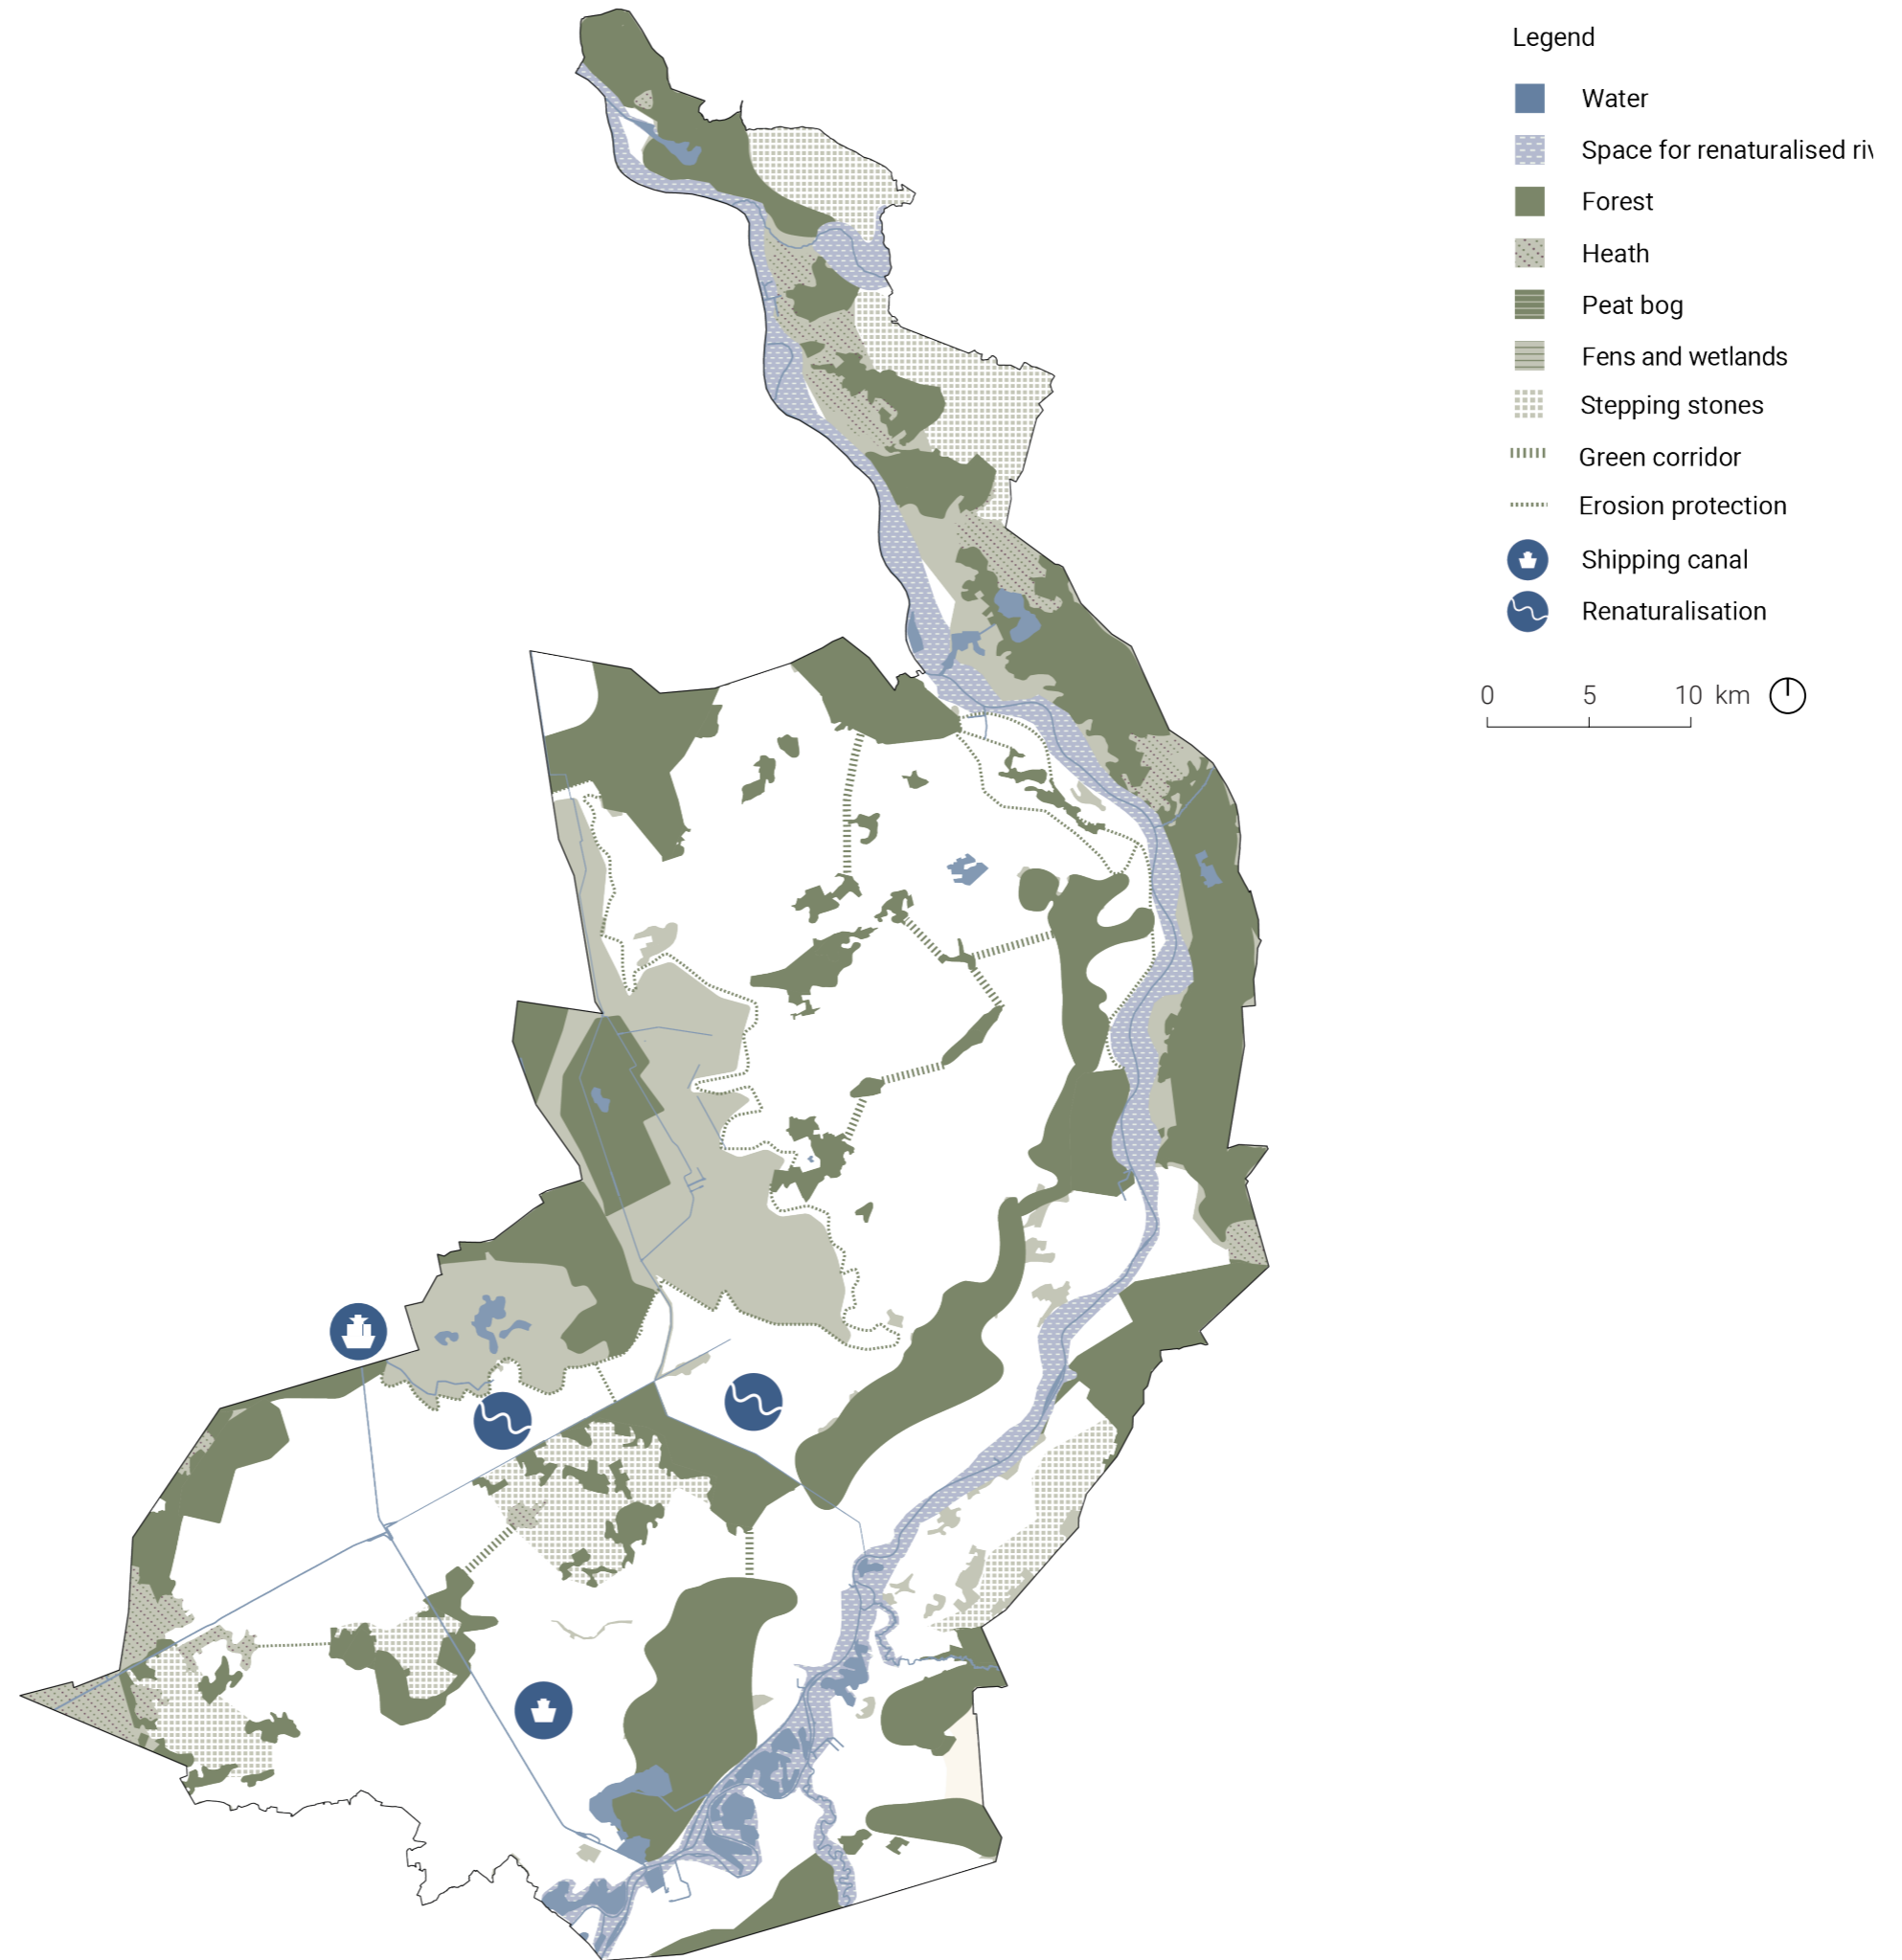 Legend
Water
Space for renaturalised
Forest
Heath
Peat bog
Fens and wetlands
Stepping stones
Green corridor
Erosion protection
Shipping canal
Renaturalisation
0 5 10 km